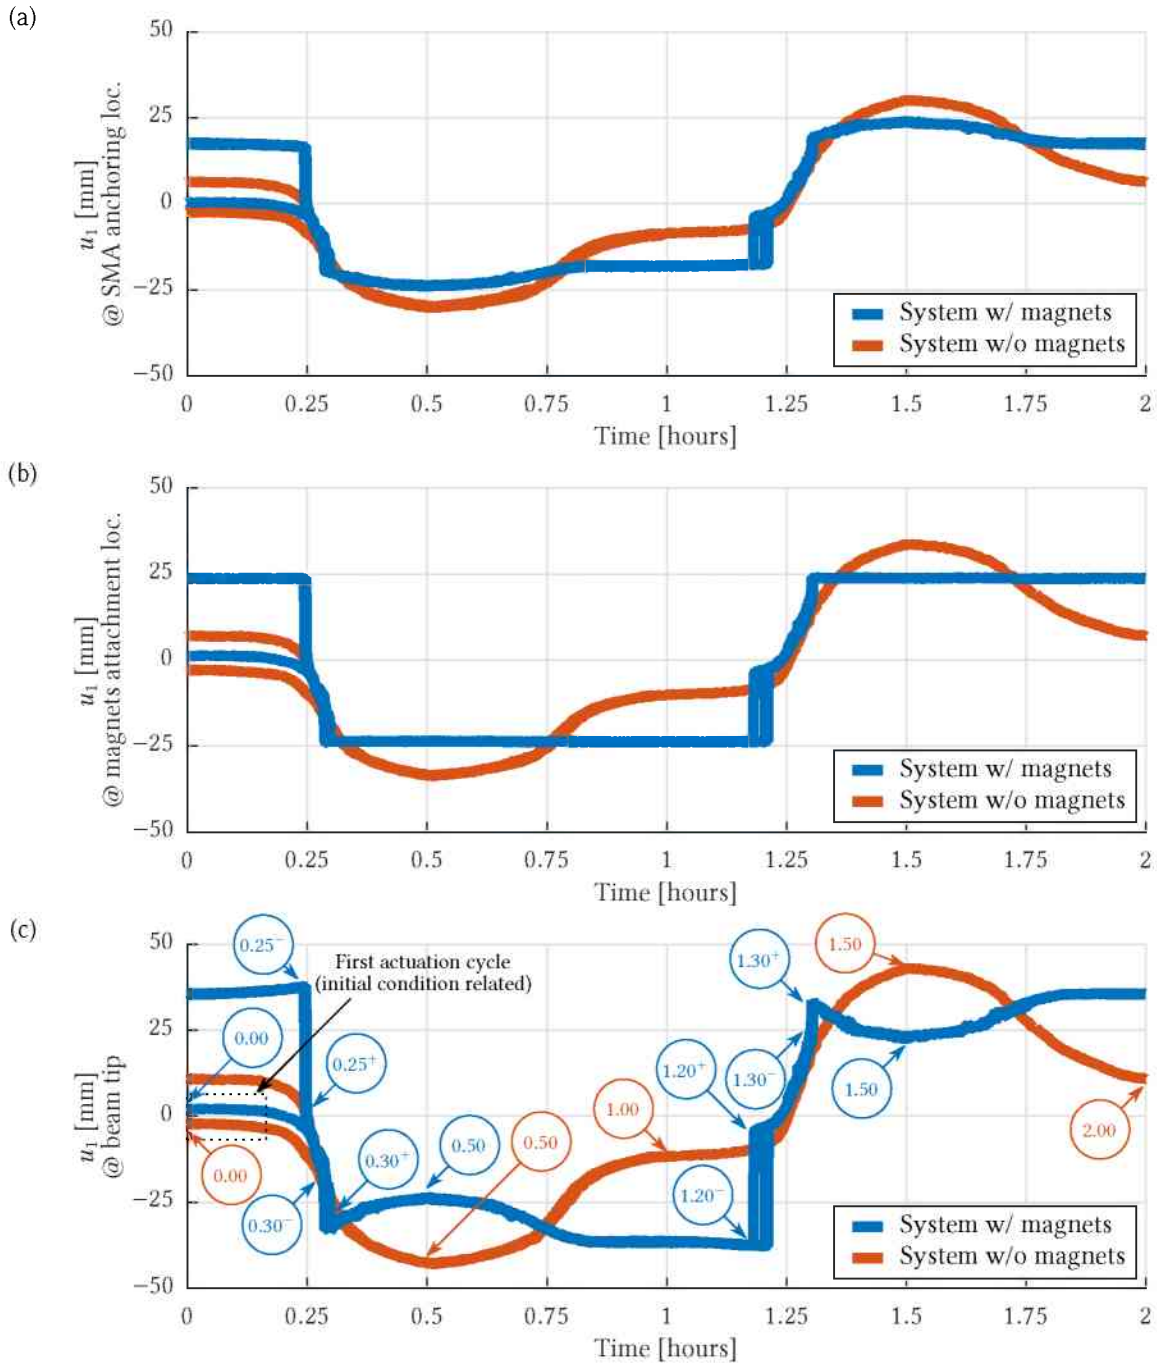 (a)
50
25
0
−25
−50
u₁ [mm]
@ SMA anchoring loc.
System w/ magnets
System w/o magnets
0 0.25 0.5 0.75 1 1.25 1.5 1.75 2
Time [hours]
(b)
50
25
0
−25
−50
u₁ [mm]
@ magnets attachment loc.
System w/ magnets
System w/o magnets
0 0.25 0.5 0.75 1 1.25 1.5 1.75 2
Time [hours]
(c)
50
25
0
−25
−50
u₁ [mm]
@ beam tip
0.25⁻
First actuation cycle
(initial condition related)
1.30⁺
1.50
0.00
0.25⁺
1.20⁺
1.30⁻
1.50
0.00
0.30⁻
0.30⁺
0.50
0.50
1.00
1.20⁻
2.00
System w/ magnets
System w/o magnets
0 0.25 0.5 0.75 1 1.25 1.5 1.75 2
Time [hours]